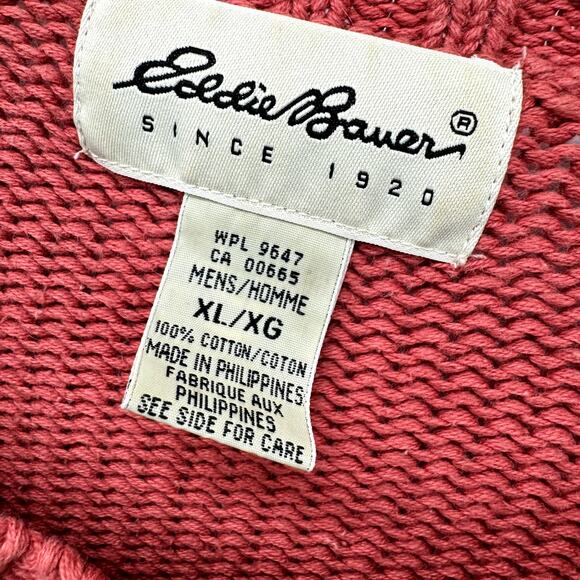 Eddie Bauer®
SINCE 1920
WPL 9647
CA 00665
MENS/HOMME
XL/XG
100% COTTON/COTON
MADE IN PHILIPPINES
FABRIQUE AUX
PHILIPPINES
SEE SIDE FOR CARE